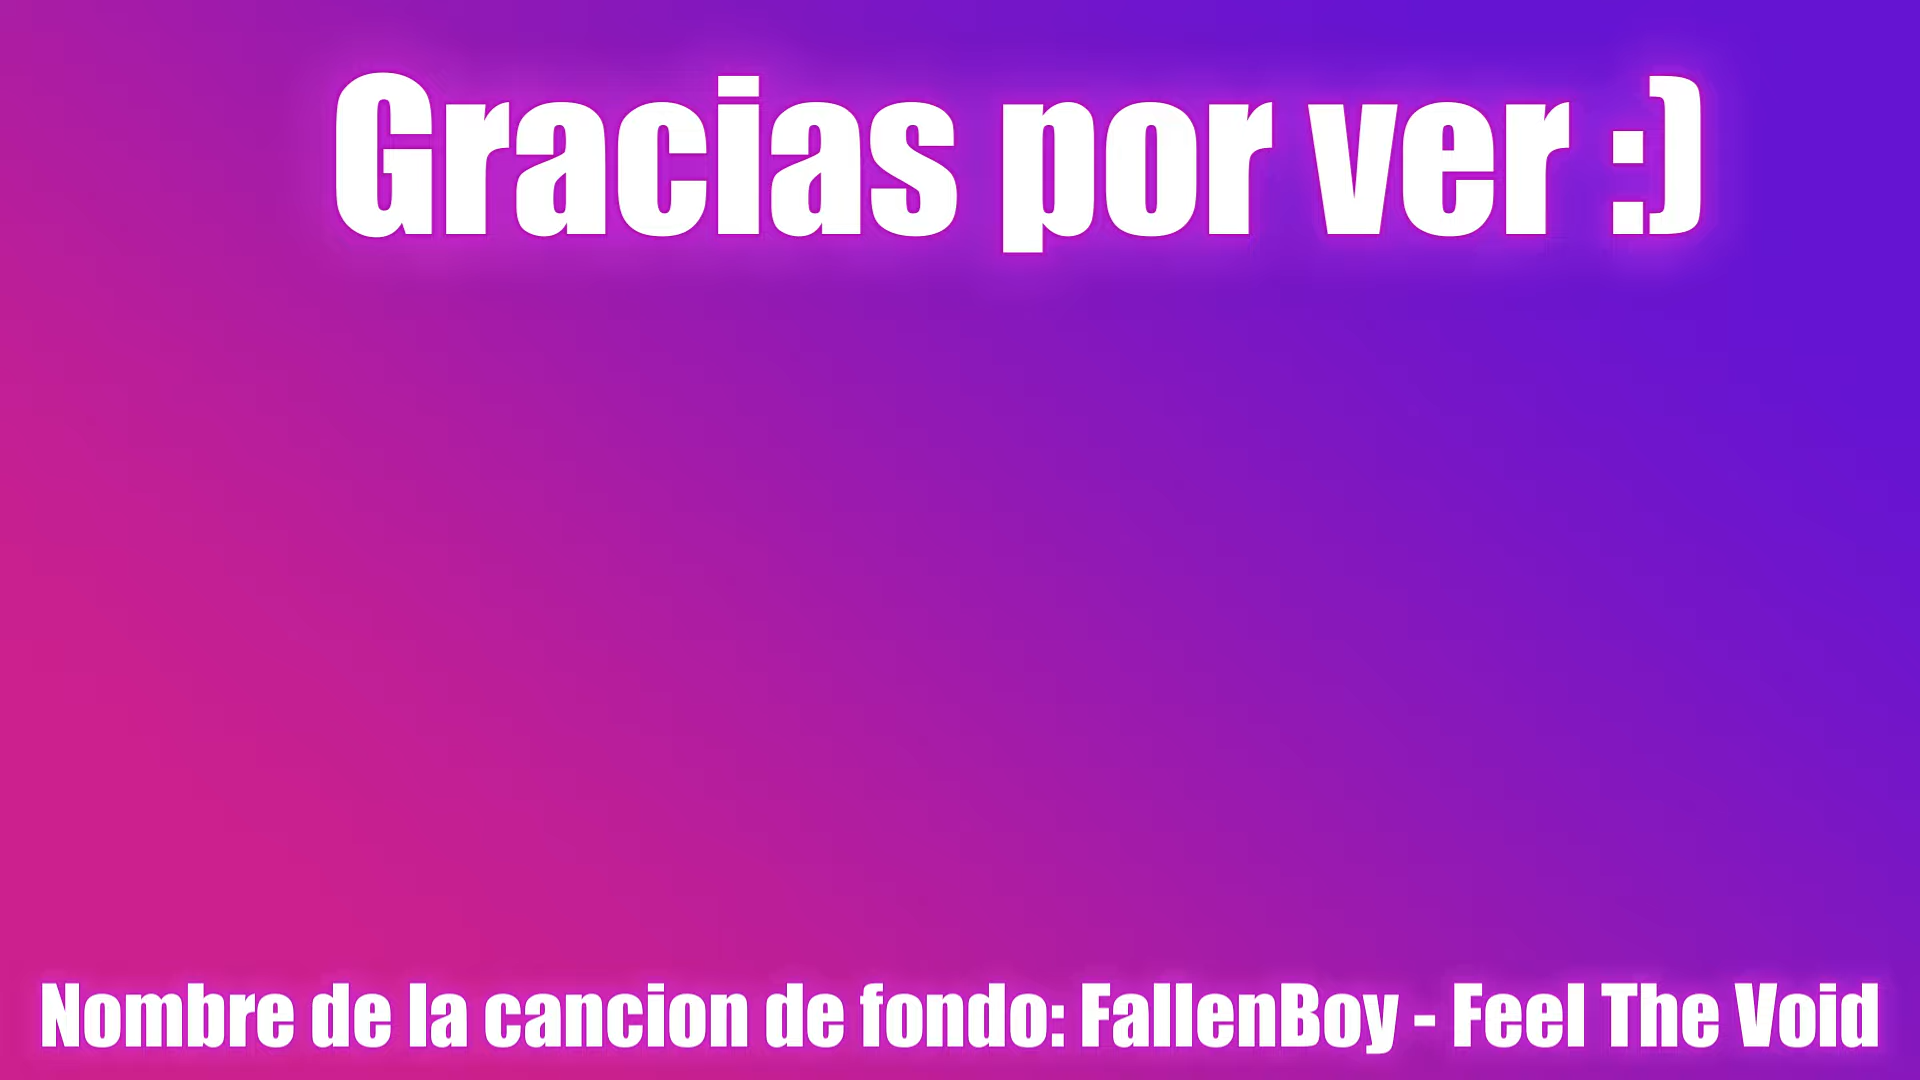 Gracias por ver :)
Nombre de la cancion de fondo: FallenBoy - Feel The Void